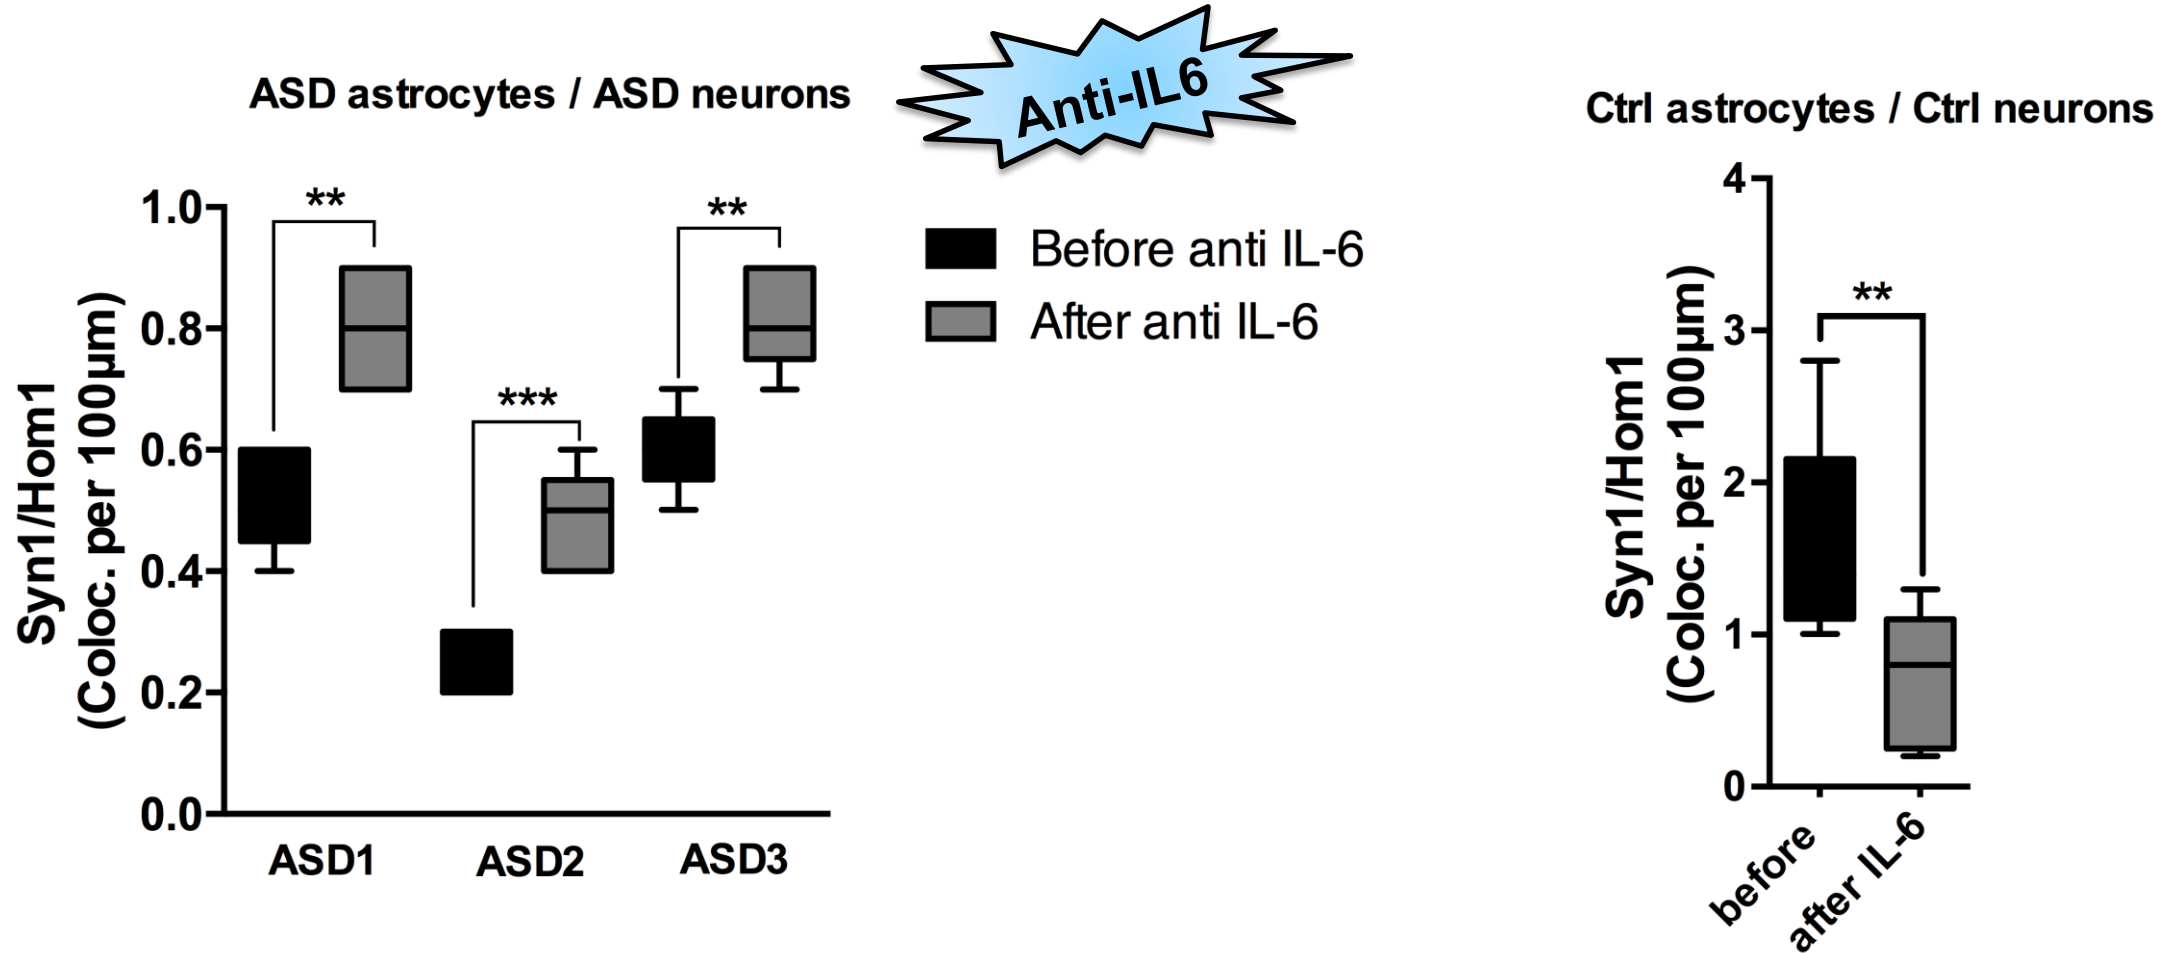 ASD astrocytes / ASD neurons
Anti-IL6
Ctrl astrocytes / Ctrl neurons
Before anti IL-6
After anti IL-6
Syn1/Hom1
(Coloc. per 100µm)
1.0
0.8
0.6
0.4
0.2
0.0
**
***
**
ASD1
ASD2
ASD3
Syn1/Hom1
(Coloc. per 100µm)
4
3
2
1
0
**
before
after IL-6